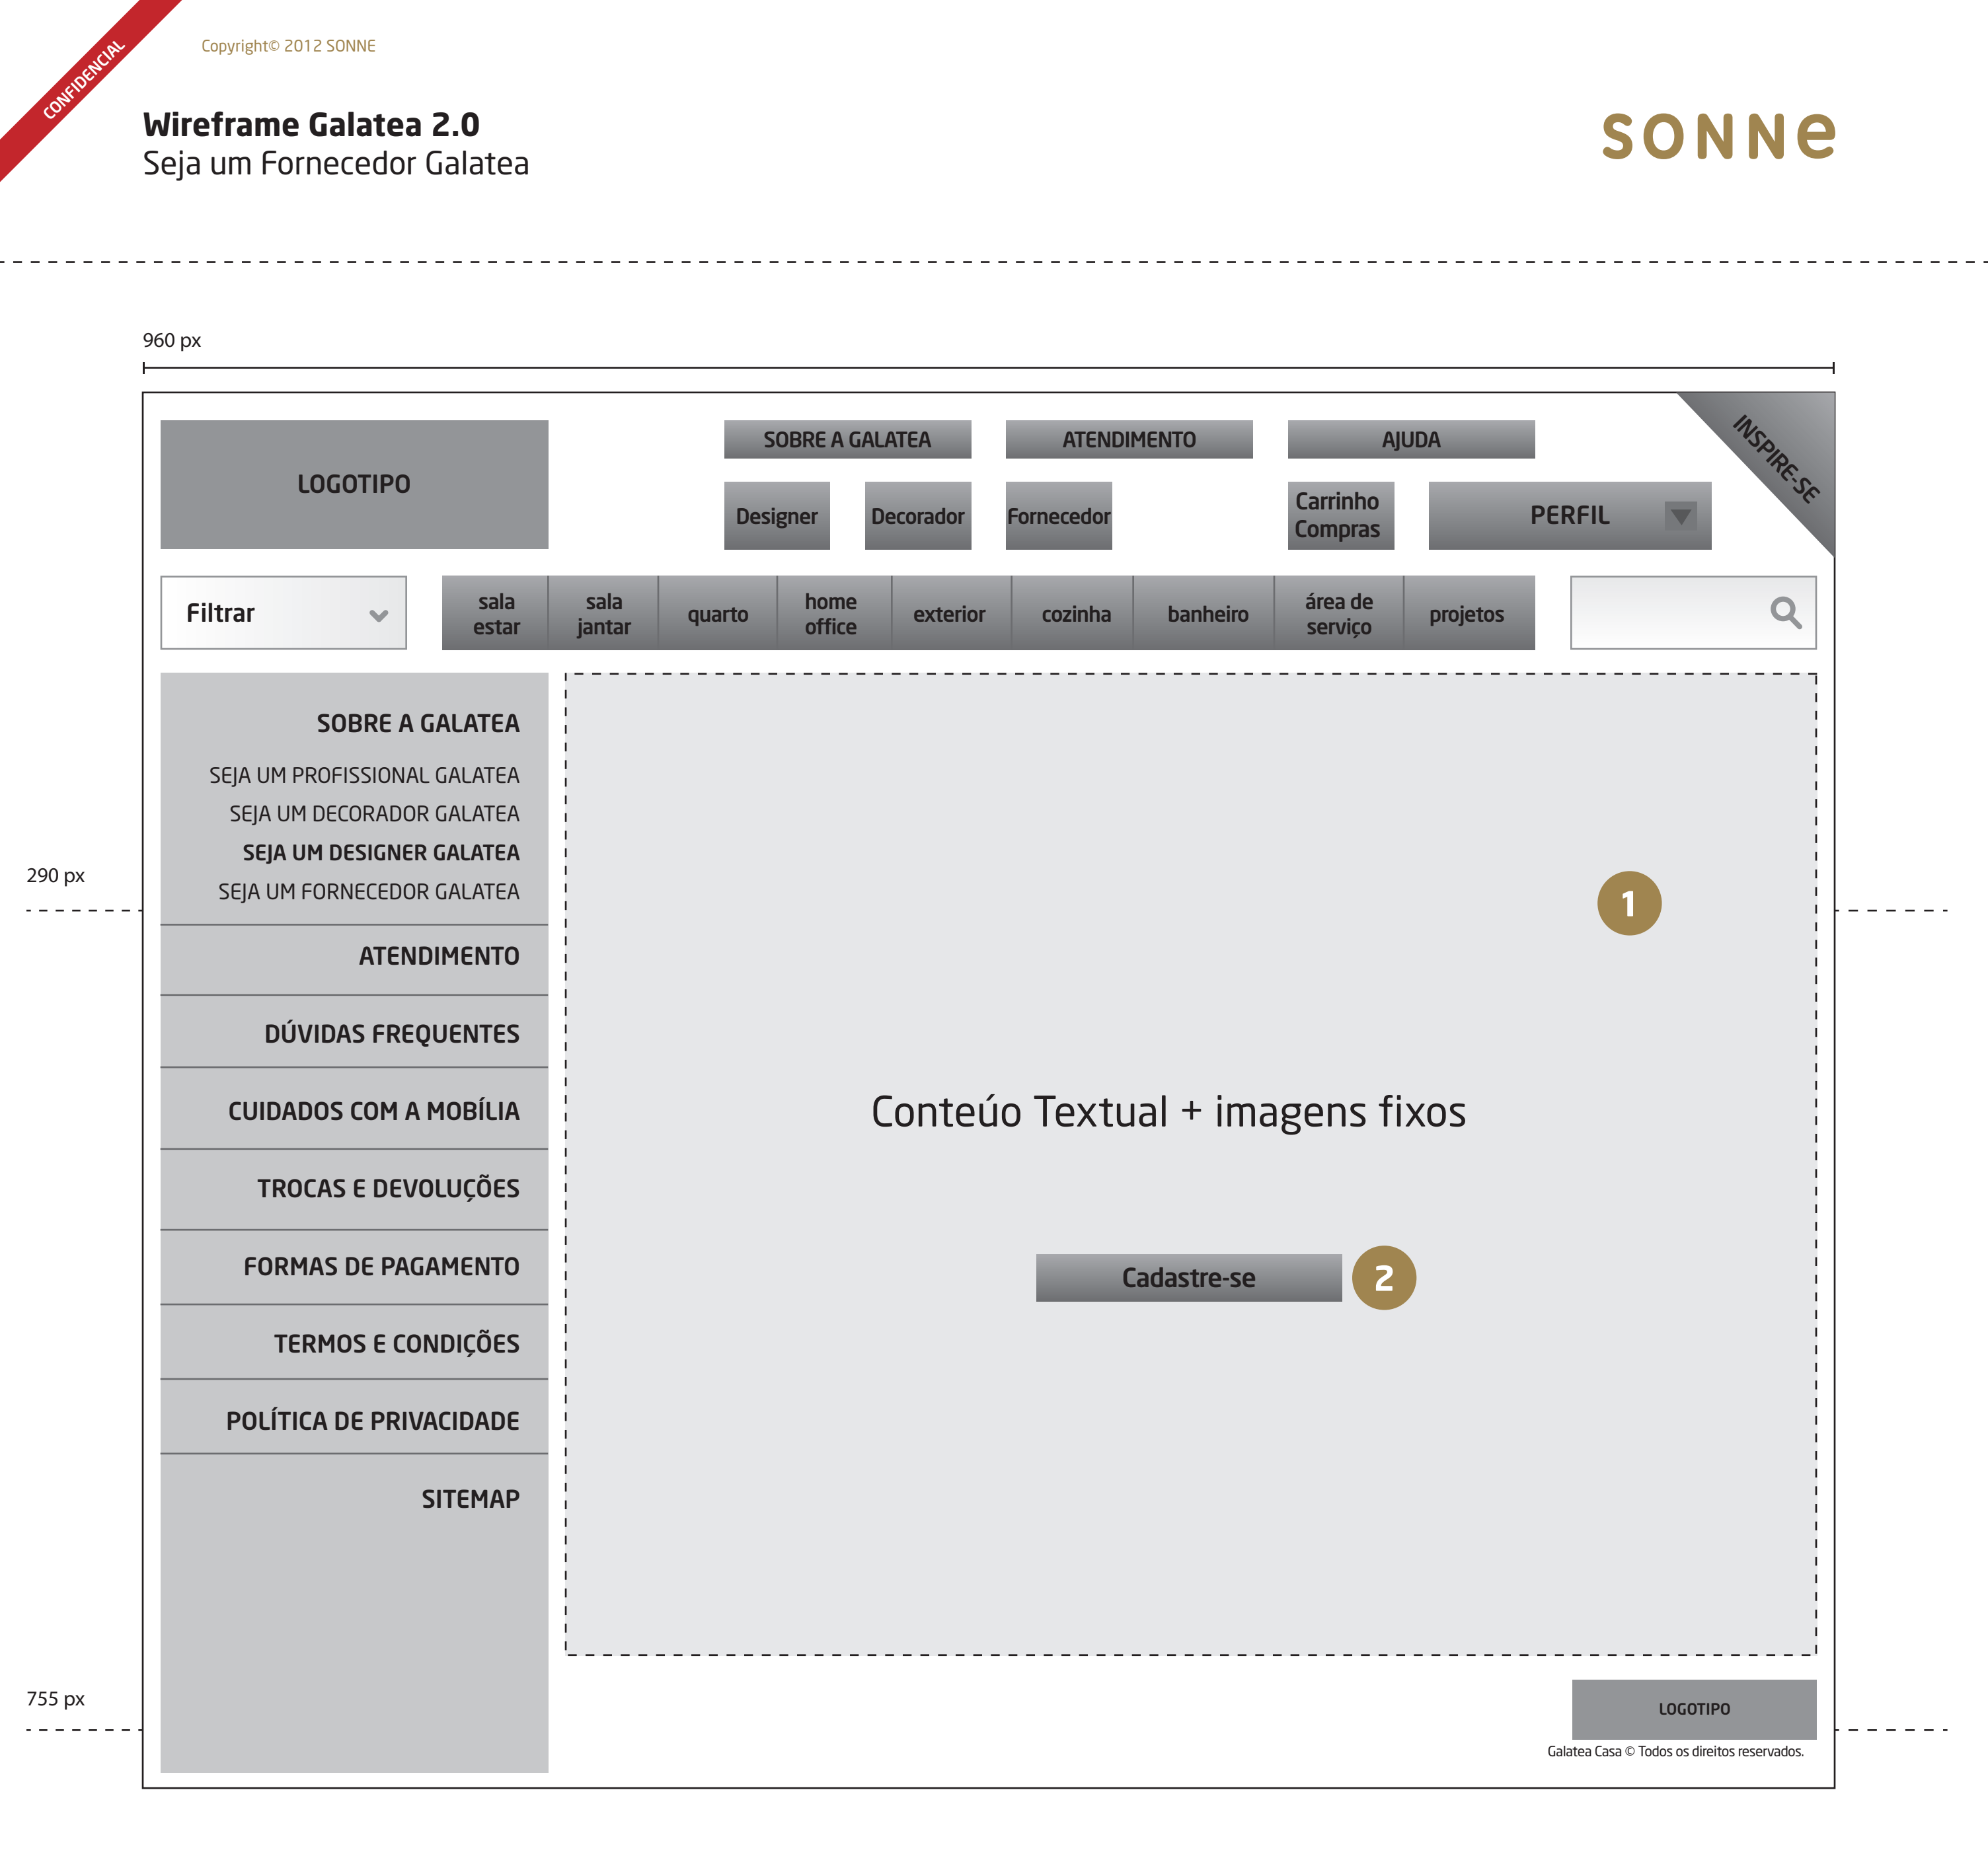 CONFIDENCIAL
Copyright© 2012 SONNE
Wireframe Galatea 2.0
Seja um Fornecedor Galatea
SONNe
960 px
LOGOTIPO
SOBRE A GALATEA
ATENDIMENTO
AJUDA
INSPIRE-SE
Designer
Decorador
Fornecedor
Carrinho
Compras
PERFIL
Filtrar
sala
estar
sala
jantar
quarto
home
office
exterior
cozinha
banheiro
área de
serviço
projetos
SOBRE A GALATEA
SEJA UM PROFISSIONAL GALATEA
SEJA UM DECORADOR GALATEA
SEJA UM DESIGNER GALATEA
SEJA UM FORNECEDOR GALATEA
290 px
ATENDIMENTO
DÚVIDAS FREQUENTES
CUIDADOS COM A MOBÍLIA
TROCAS E DEVOLUÇÕES
FORMAS DE PAGAMENTO
TERMOS E CONDIÇÕES
POLÍTICA DE PRIVACIDADE
SITEMAP
1
Conteúo Textual + imagens fixos
Cadastre-se
2
755 px
LOGOTIPO
Galatea Casa © Todos os direitos reservados.